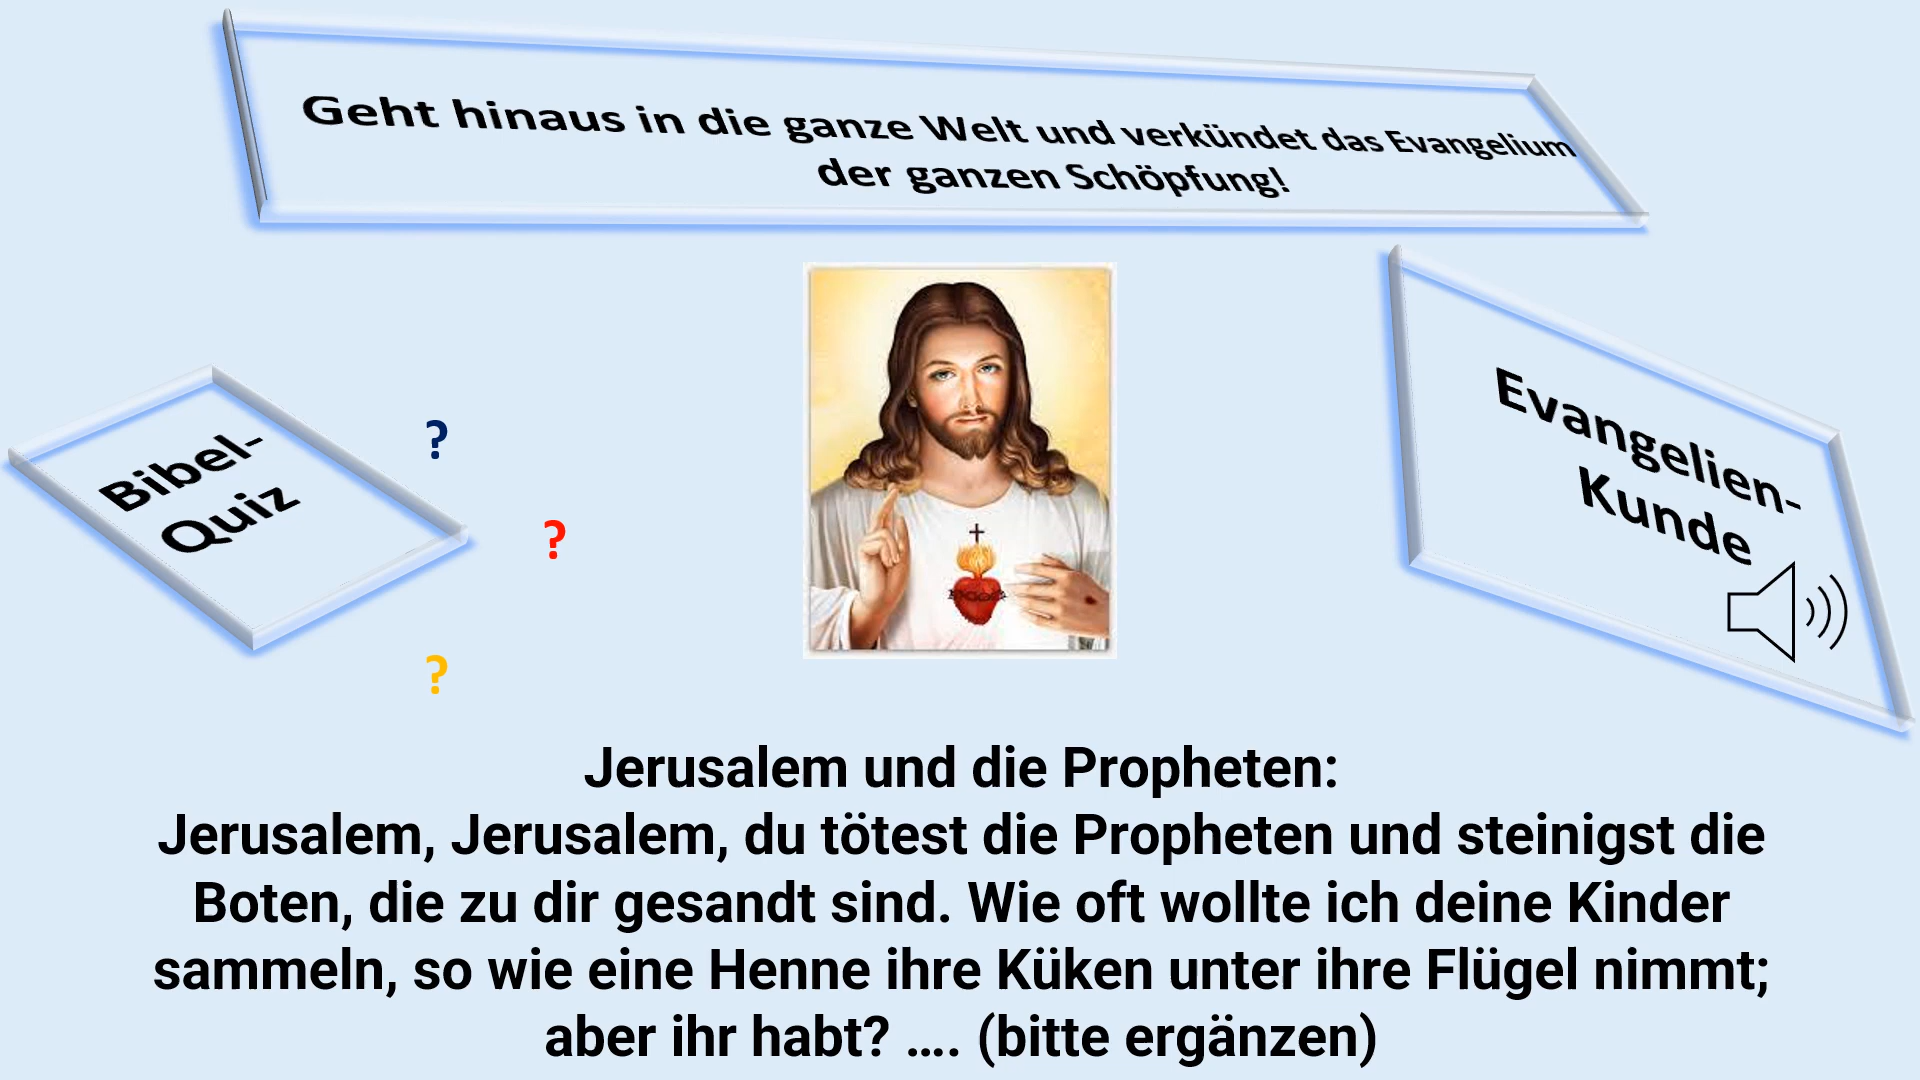 Geht hinaus in die ganze Welt und verkündet das Evangelium
der ganzen Schöpfung!
Bibel-
Quiz
?
?
?
Evangelien-
Kunde
Jerusalem und die Propheten:
Jerusalem, Jerusalem, du tötest die Propheten und steinigst die
Boten, die zu dir gesandt sind. Wie oft wollte ich deine Kinder
sammeln, so wie eine Henne ihre Küken unter ihre Flügel nimmt;
aber ihr habt? .... (bitte ergänzen)